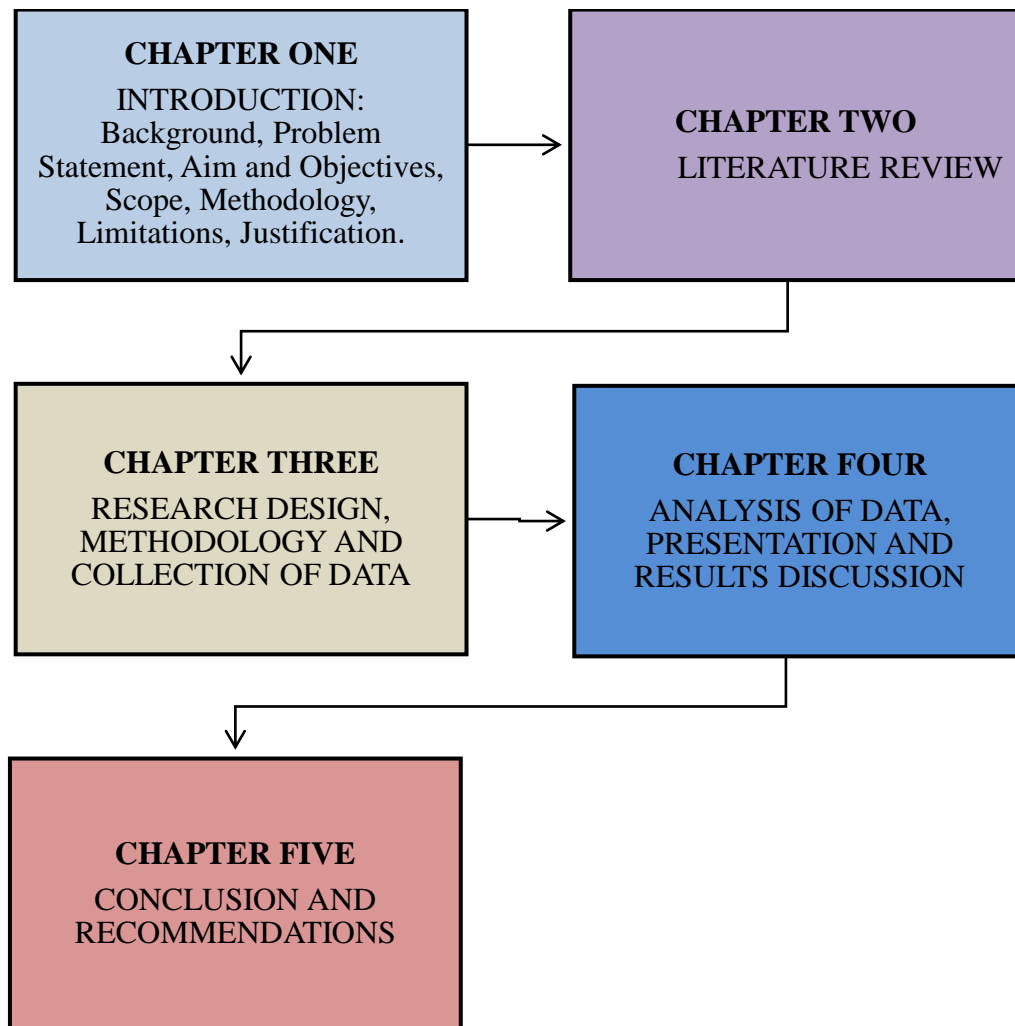 CHAPTER ONE
INTRODUCTION:
Background, Problem
Statement, Aim and Objectives,
Scope, Methodology,
Limitations, Justification.
CHAPTER TWO
LITERATURE REVIEW
CHAPTER THREE
RESEARCH DESIGN,
METHODOLOGY AND
COLLECTION OF DATA
CHAPTER FOUR
ANALYSIS OF DATA,
PRESENTATION AND
RESULTS DISCUSSION
CHAPTER FIVE
CONCLUSION AND
RECOMMENDATIONS